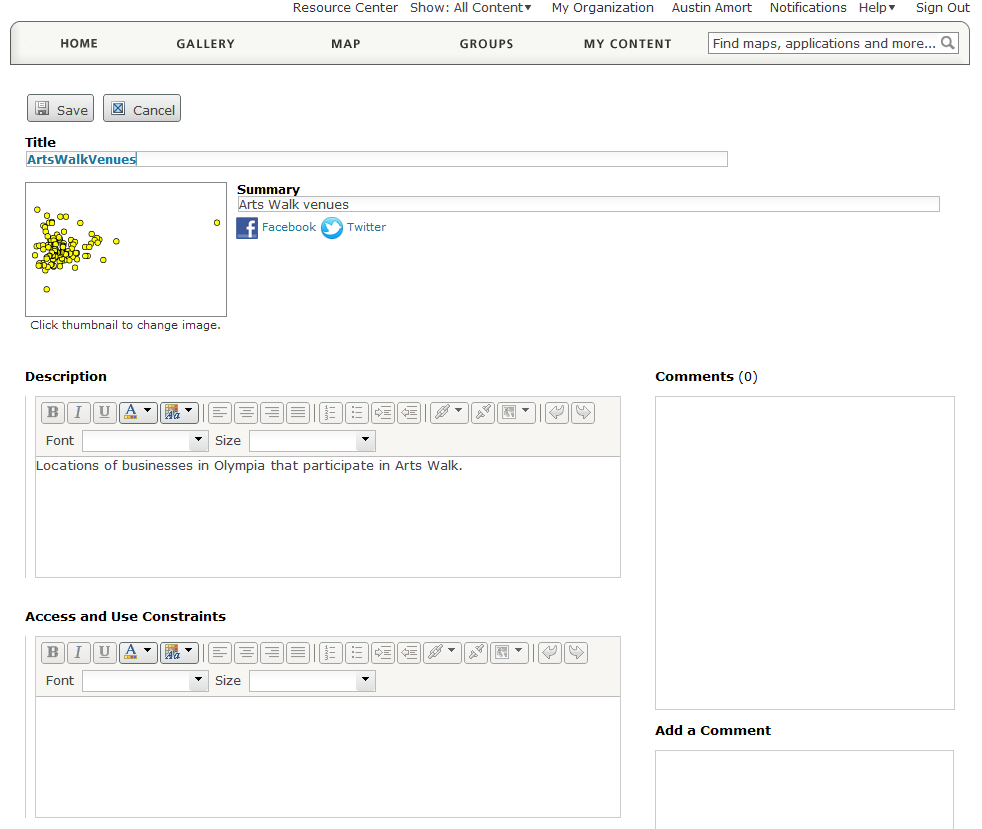 Resource Center Show: All Content▾ My Organization Austin Amort Notifications Help▾ Sign Out
HOME GALLERY MAP GROUPS MY CONTENT Find maps, applications and more...
Save Cancel
Title
ArtsWalkVenues
Summary
Arts Walk venues
Facebook Twitter
Click thumbnail to change image.
Description
B I U A Aa
Font Size
Locations of businesses in Olympia that participate in Arts Walk.
Access and Use Constraints
B I U A Aa
Font Size
Comments (0)
Add a Comment